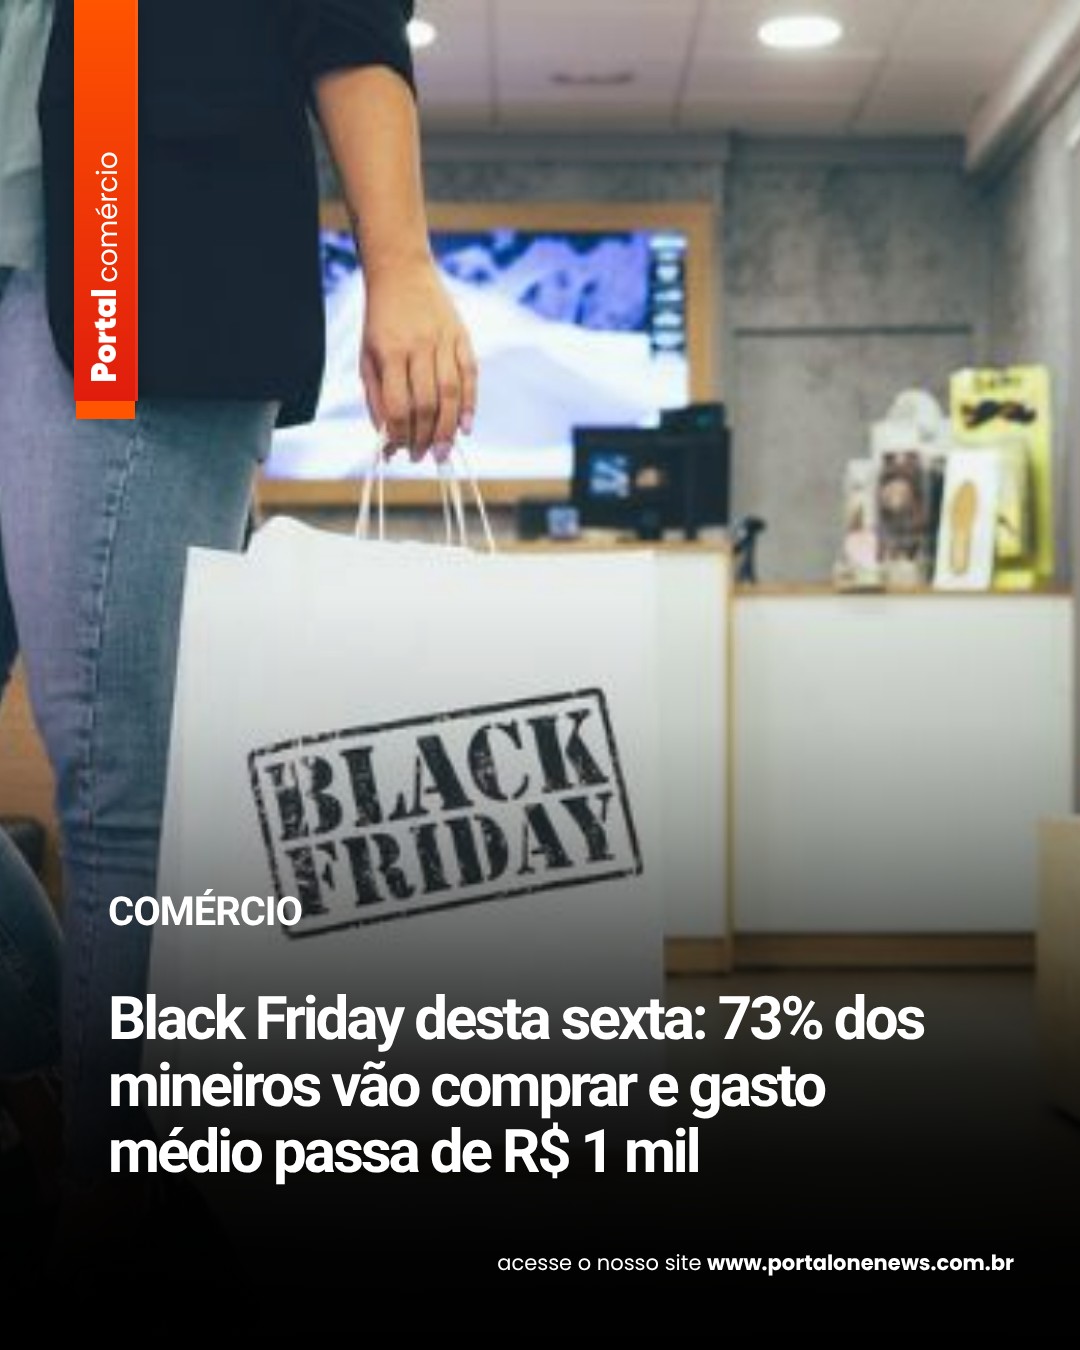 Portal comércio
BLACK
FRIDAY
COMÉRCIO
Black Friday desta sexta: 73% dos
mineiros vão comprar e gasto
médio passa de R$ 1 mil
acesse o nosso site www.portalonenews.com.br